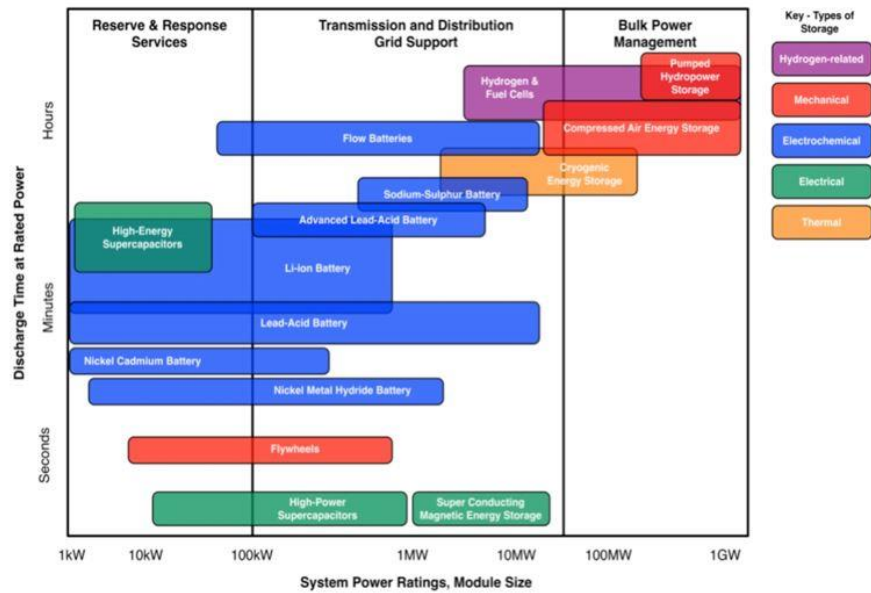 Reserve & Response
Services
Transmission and Distribution
Grid Support
Bulk Power
Management
Key - Types of
Storage
Hydrogen-related
Mechanical
Electrochemical
Electrical
Thermal
Discharge Time at Rated Power
Hours
Minutes
Seconds
Pumped
Hydropower
Storage
Hydrogen &
Fuel Cells
Compressed Air Energy Storage
Flow Batteries
Cryogenic
Energy Storage
Sodium-Sulphur Battery
Advanced Lead-Acid Battery
High-Energy
Supercapacitors
Li-ion Battery
Lead-Acid Battery
Nickel Cadmium Battery
Nickel Metal Hydride Battery
Flywheels
High-Power
Supercapacitors
Super Conducting
Magnetic Energy Storage
1kW 10kW 100kW 1MW 10MW 100MW 1GW
System Power Ratings, Module Size